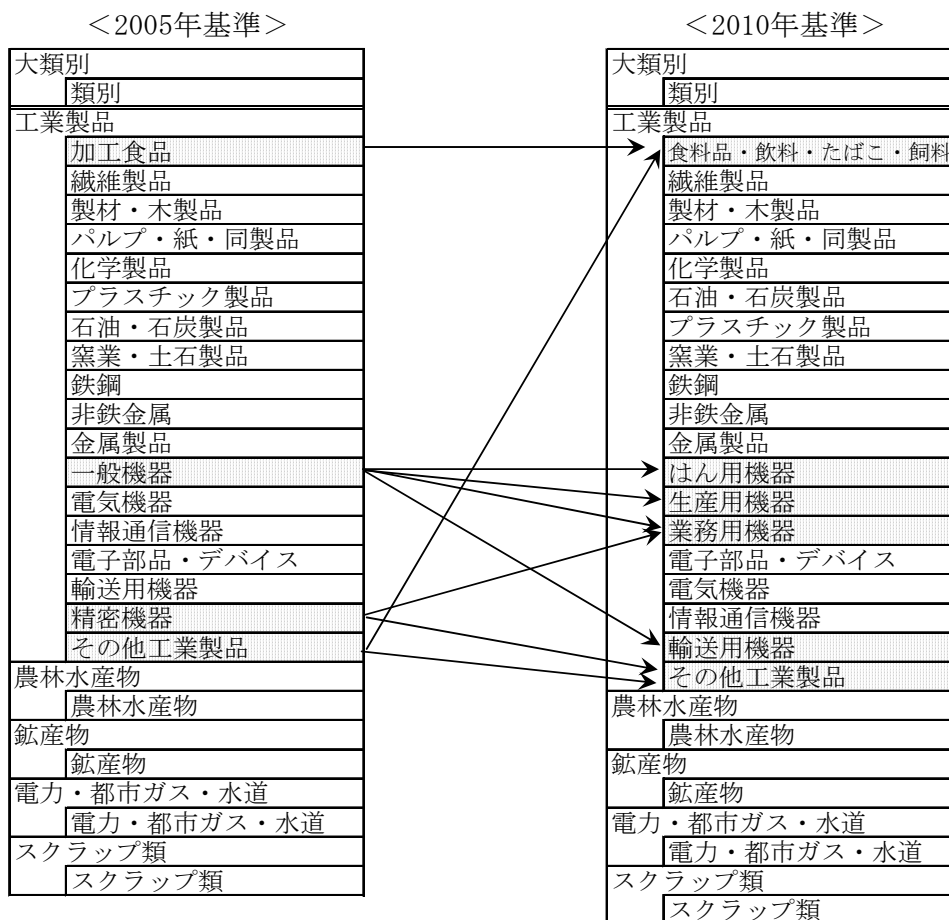 ＜2005年基準＞
大類別
類別
工業製品
加工食品
繊維製品
製材・木製品
パルプ・紙・同製品
化学製品
プラスチック製品
石油・石炭製品
窯業・土石製品
鉄鋼
非鉄金属
金属製品
一般機器
電気機器
情報通信機器
電子部品・デバイス
輸送用機器
精密機器
その他工業製品
農林水産物
農林水産物
鉱産物
鉱産物
電力・都市ガス・水道
電力・都市ガス・水道
スクラップ類
スクラップ類
＜2010年基準＞
大類別
類別
工業製品
食料品・飲料・たばこ・飼料
繊維製品
製材・木製品
パルプ・紙・同製品
化学製品
石油・石炭製品
プラスチック製品
窯業・土石製品
鉄鋼
非鉄金属
金属製品
はん用機器
生産用機器
業務用機器
電子部品・デバイス
電気機器
情報通信機器
輸送用機器
その他工業製品
農林水産物
農林水産物
鉱産物
鉱産物
電力・都市ガス・水道
電力・都市ガス・水道
スクラップ類
スクラップ類